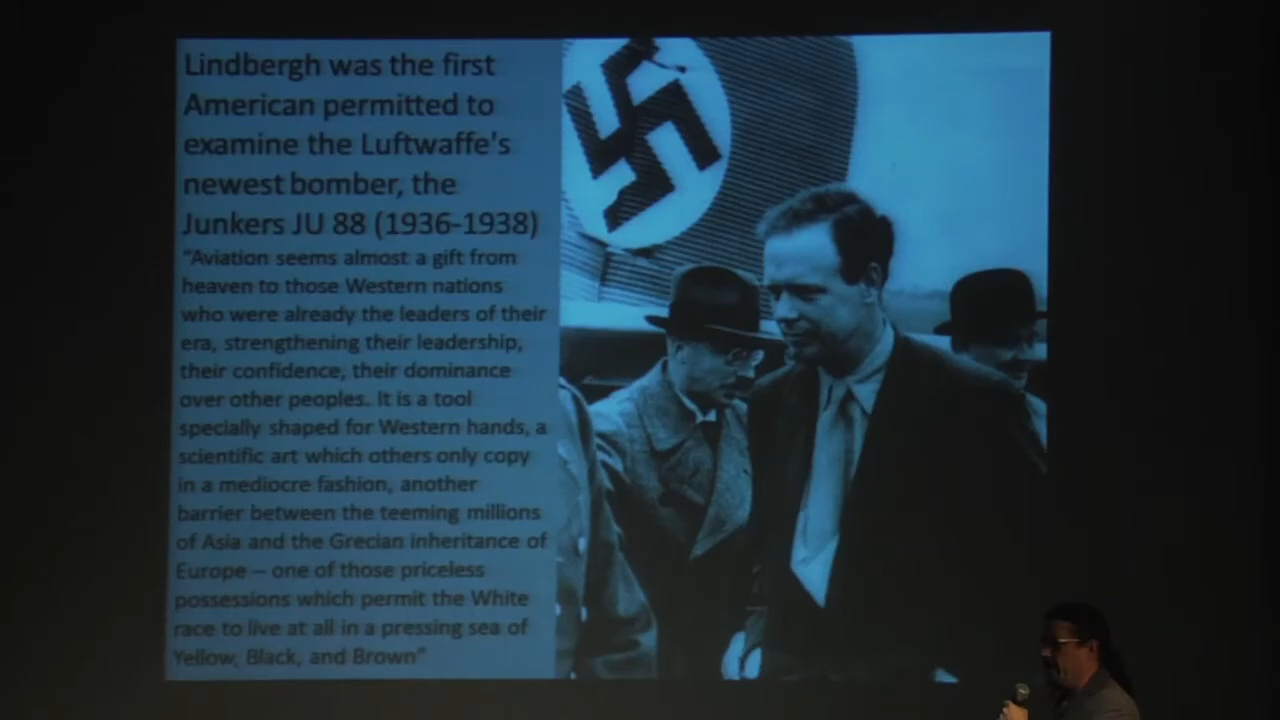 Lindbergh was the first
American permitted to
examine the Luftwaffe's
newest bomber, the
Junkers JU 88 (1936-1938)
"Aviation seems almost a gift from
heaven to those Western nations
who were already the leaders of their
era, strengthening their leadership,
their confidence, their dominance
over other peoples. It is a tool
specially shaped for Western hands, a
scientific art which others only copy
in a mediocre fashion, another
barrier between the teeming millions
of Asia and the Grecian inheritance of
Europe – one of those priceless
possessions which permit the White
race to live at all in a pressing sea of
Yellow, Black, and Brown"